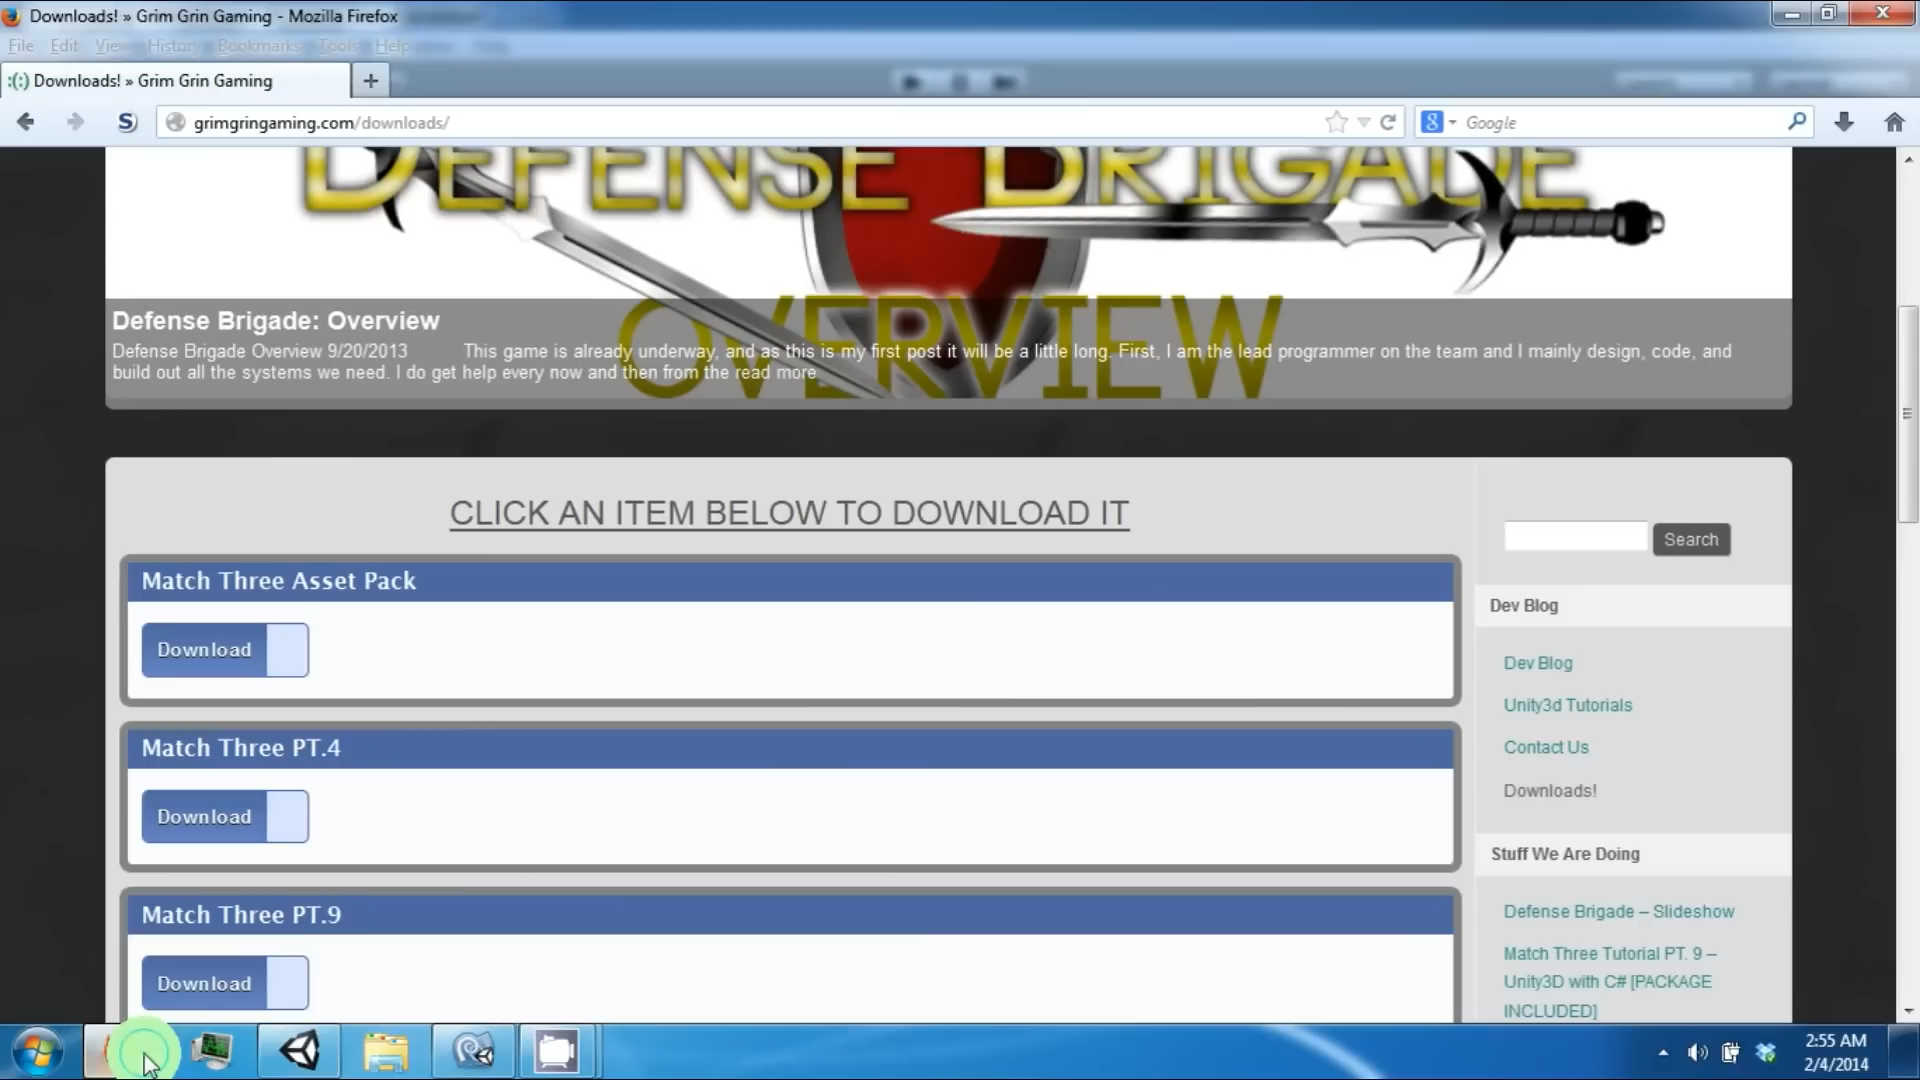 Downloads! » Grim Grin Gaming - Mozilla Firefox
File Edit View History Bookmarks Tools Help
:(:) Downloads! » Grim Grin Gaming
grimgringaming.com/downloads/
Google
DEFENSE BRIGADE
OVERVIEW
Defense Brigade: Overview
Defense Brigade Overview 9/20/2013 This game is already underway, and as this is my first post it will be a little long. First, I am the lead programmer on the team and I mainly design, code, and
build out all the systems we need. I do get help every now and then from the read more
CLICK AN ITEM BELOW TO DOWNLOAD IT
Match Three Asset Pack
Download
Match Three PT.4
Download
Match Three PT.9
Download
Search
Dev Blog
Dev Blog
Unity3d Tutorials
Contact Us
Downloads!
Stuff We Are Doing
Defense Brigade – Slideshow
Match Three Tutorial PT. 9 –
Unity3D with C# [PACKAGE
INCLUDED]
2:55 AM
2/4/2014